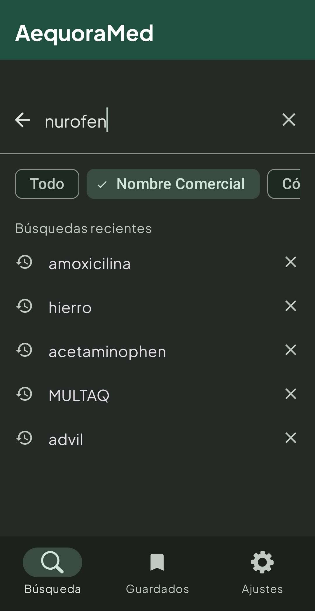 AequoraMed
nurofen
Todo
Nombre Comercial
Có
Búsquedas recientes
amoxicilina
hierro
acetaminophen
MULTAQ
advil
Búsqueda
Guardados
Ajustes